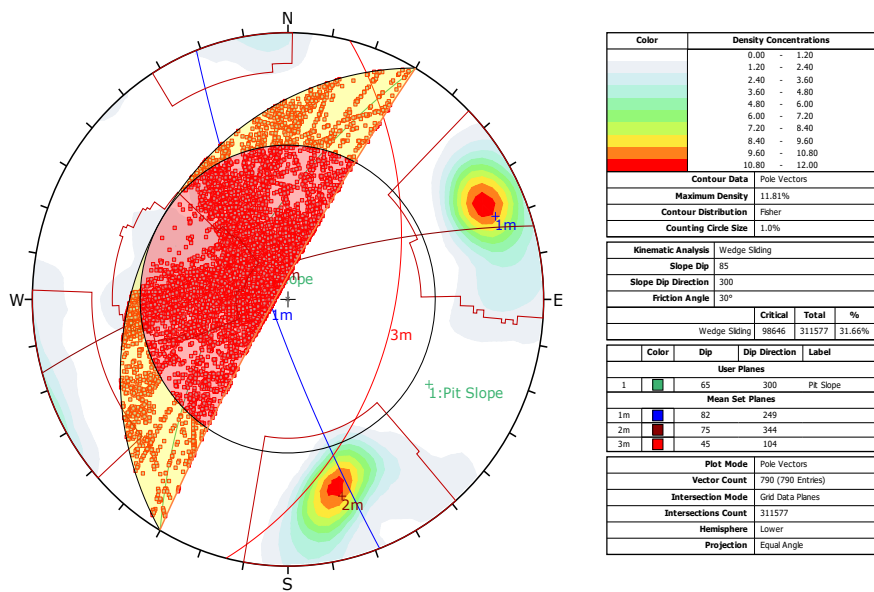 N
W
E
S
1m
ope
1m
3m
1:Pit Slope
2m
Color Density Concentrations
0.00 - 1.20
1.20 - 2.40
2.40 - 3.60
3.60 - 4.80
4.80 - 6.00
6.00 - 7.20
7.20 - 8.40
8.40 - 9.60
9.60 - 10.80
10.80 - 12.00
Contour Data Pole Vectors
Maximum Density 11.81%
Contour Distribution Fisher
Counting Circle Size 1.0%
Kinematic Analysis Wedge Sliding
Slope Dip 85
Slope Dip Direction 300
Friction Angle 30°
Critical Total %
Wedge Sliding 98646 311577 31.66%
Color Dip Dip Direction Label
User Planes
1 65 300 Pit Slope
Mean Set Planes
1m 82 249
2m 75 344
3m 45 104
Plot Mode Pole Vectors
Vector Count 790 (790 Entries)
Intersection Mode Grid Data Planes
Intersections Count 311577
Hemisphere Lower
Projection Equal Angle